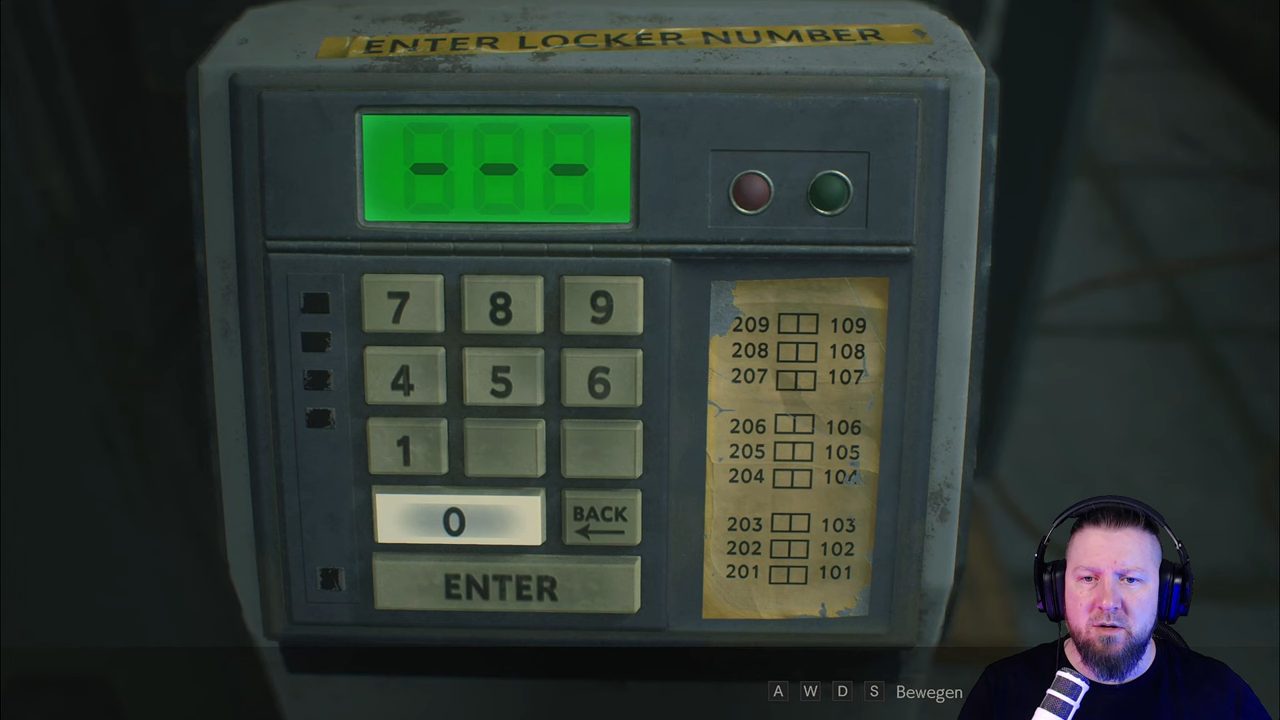 ENTER LOCKER NUMBER
- - -
7 8 9
4 5 6
1
0 BACK
ENTER
209 109
208 108
207 107
206 106
205 105
204 104
203 103
202 102
201 101
A W D S Bewegen